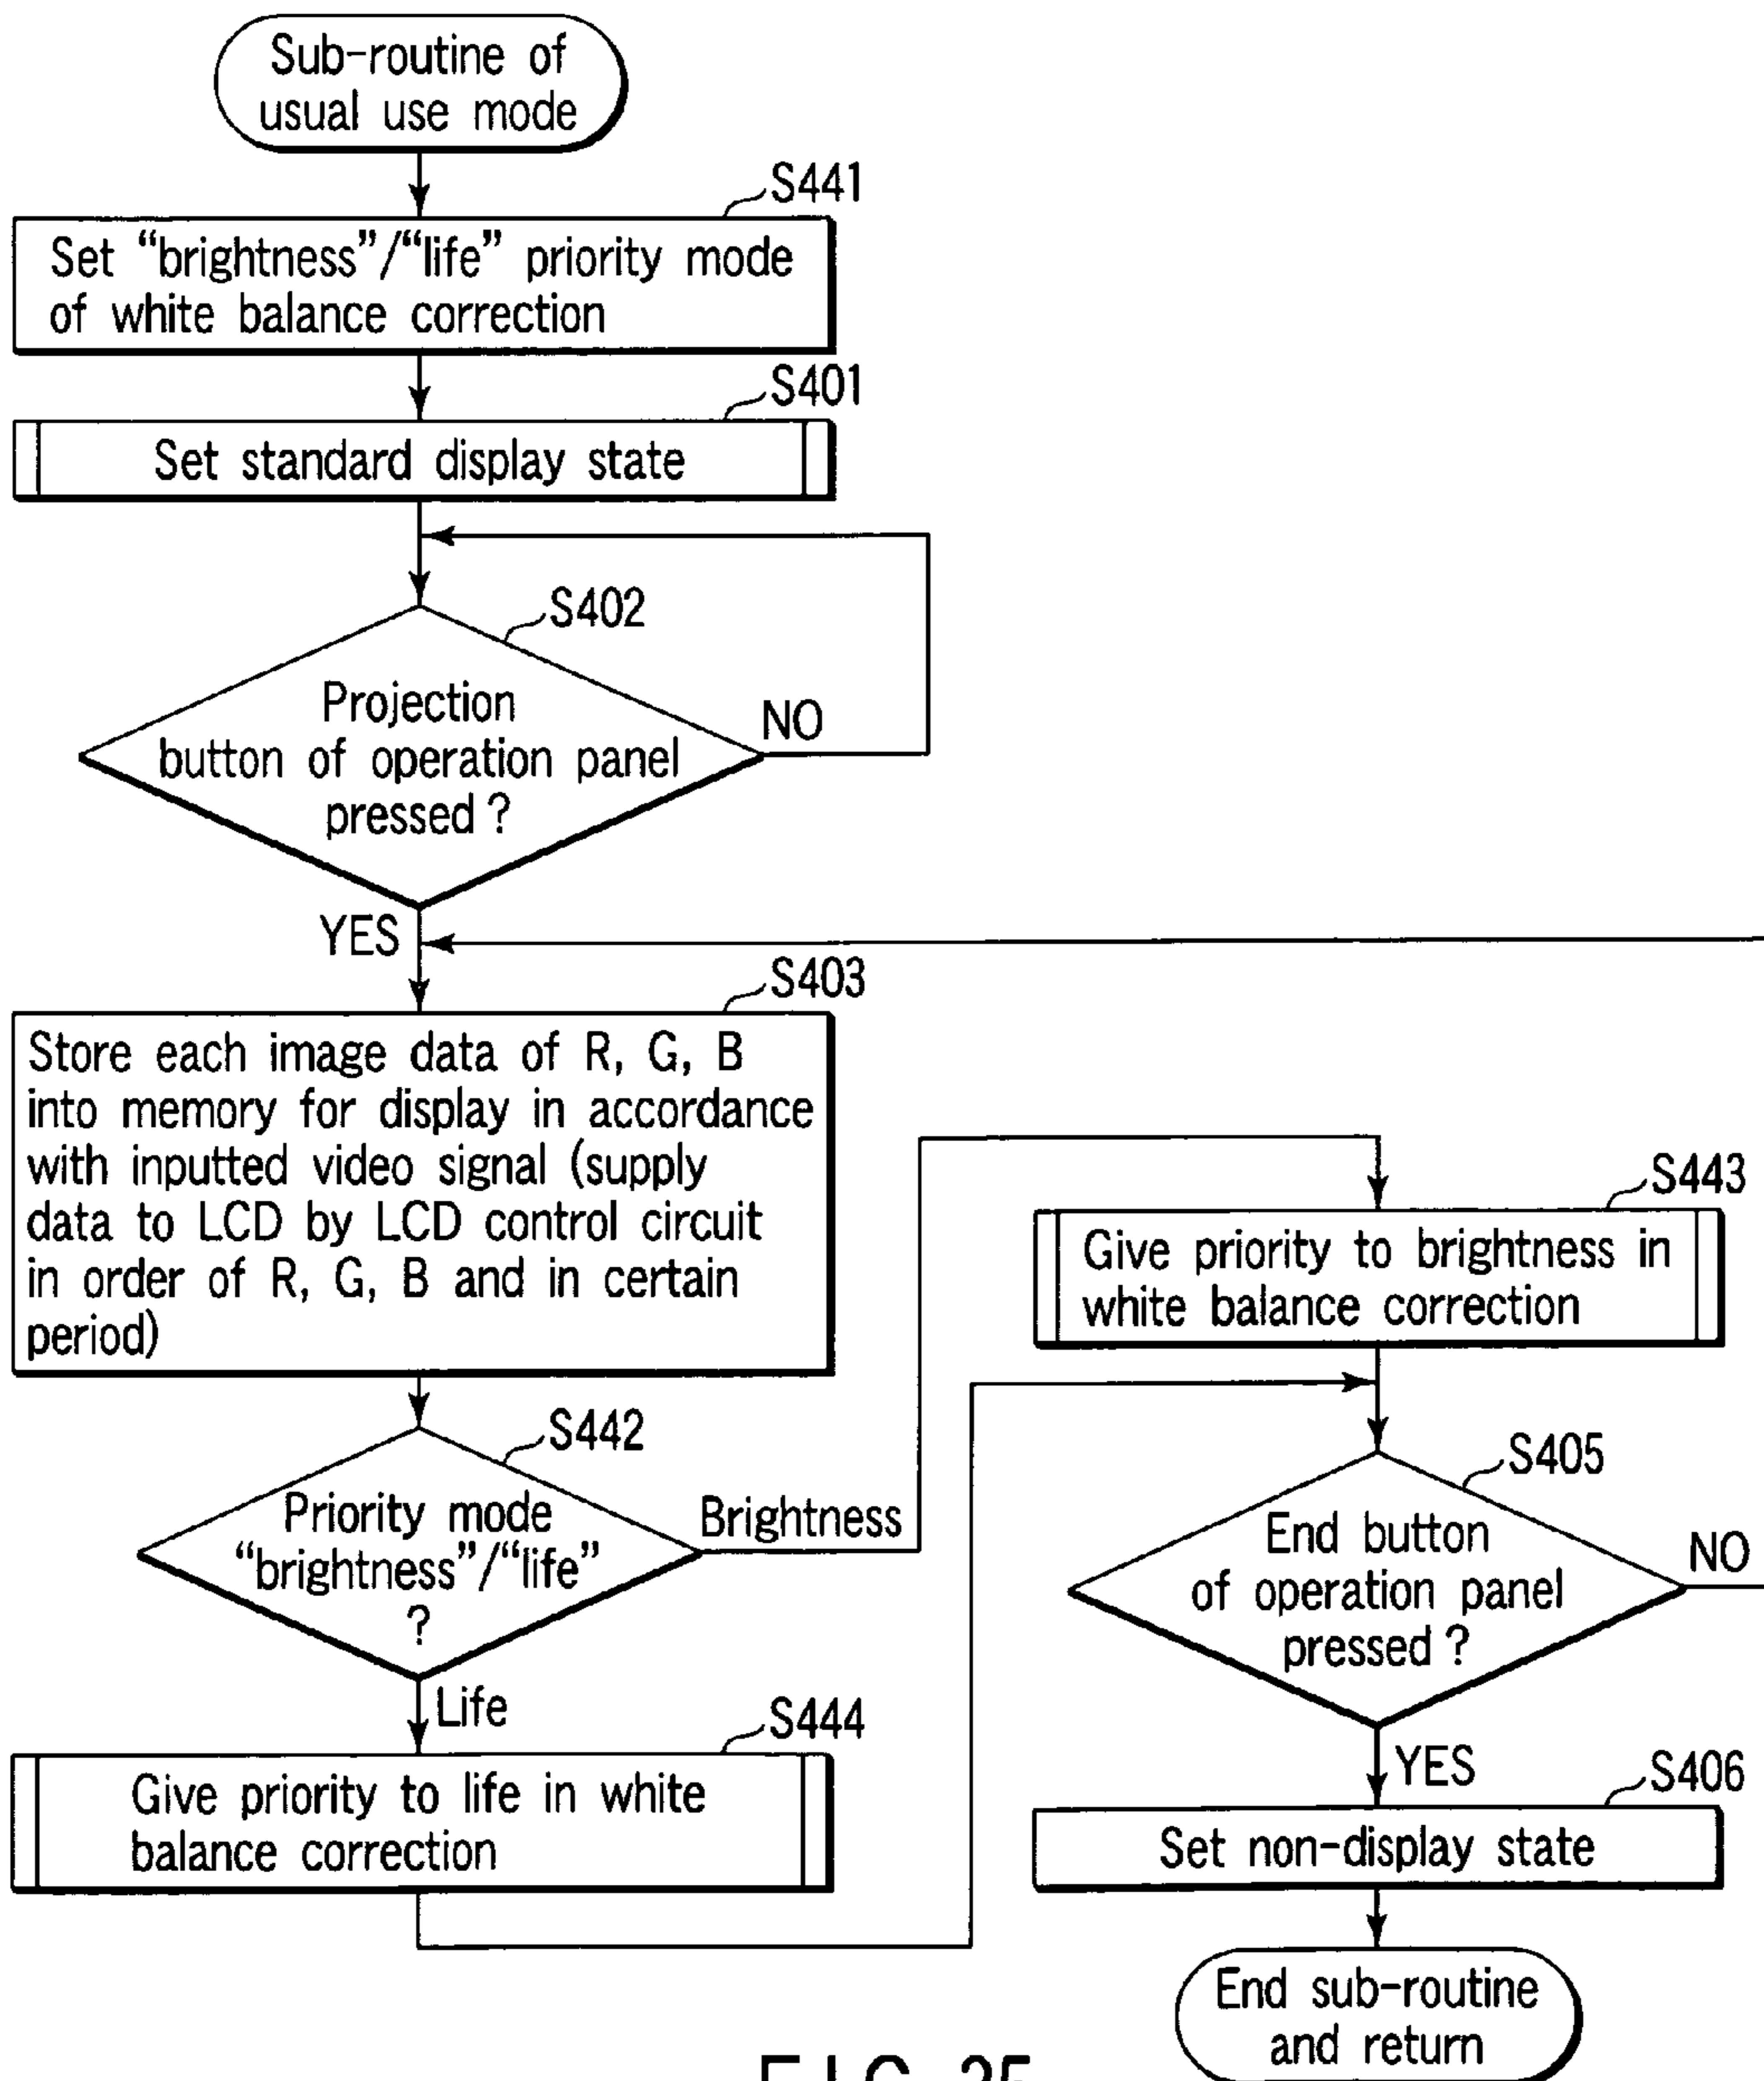 Sub-routine of
usual use mode
S441
Set “brightness”/“life” priority mode
of white balance correction
S401
Set standard display state
S402
Projection
button of operation panel
pressed?
NO
YES
S403
Store each image data of R, G, B
into memory for display in accordance
with inputted video signal (supply
data to LCD by LCD control circuit
in order of R, G, B and in certain
period)
S442
Priority mode
“brightness”/“life”
?
Brightness
Life
S444
Give priority to life in white
balance correction
S443
Give priority to brightness in
white balance correction
S405
End button
of operation panel
pressed?
NO
YES
S406
Set non-display state
End sub-routine
and return